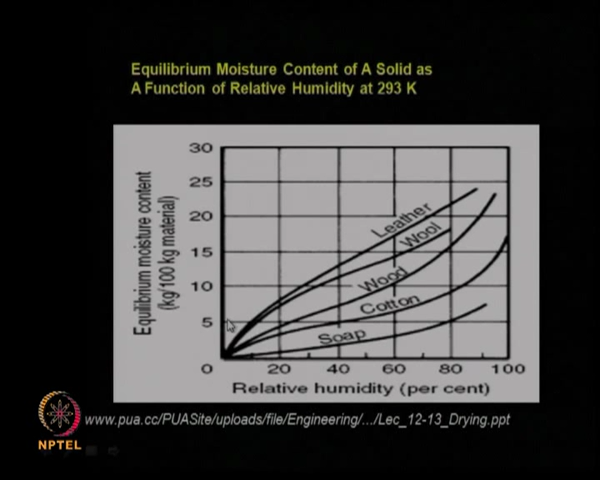 Equilibrium Moisture Content of A Solid as
A Function of Relative Humidity at 293 K
30
25
20
15
10
5
0
20
40
60
80
100
Equilibrium moisture content
(kg/100 kg material)
Leather
Wool
Wood
Cotton
Soap
Relative humidity (per cent)
www.pua.cc/PUASite/uploads/file/Engineering/.../Lec_12-13_Drying.ppt
NPTEL